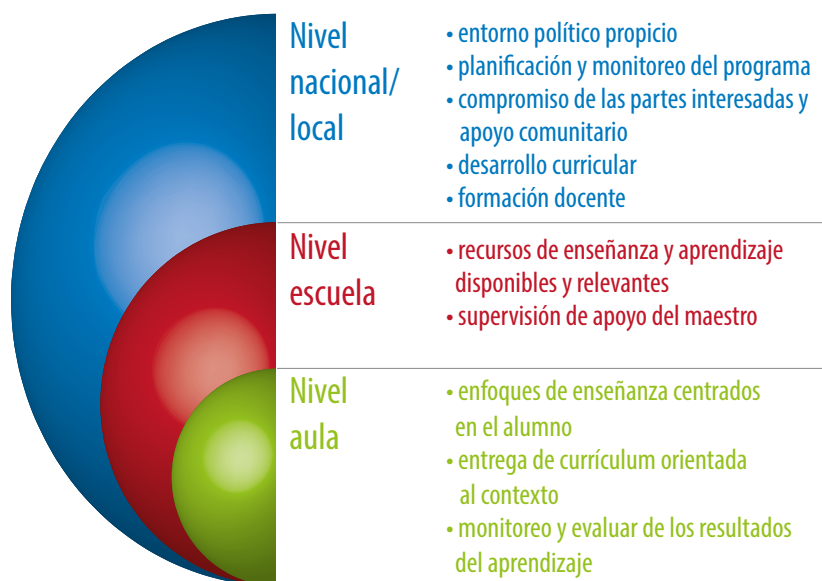 Nivel
nacional/
local
• entorno político propicio
• planificación y monitoreo del programa
• compromiso de las partes interesadas y
apoyo comunitario
• desarrollo curricular
• formación docente
Nivel
escuela
• recursos de enseñanza y aprendizaje
disponibles y relevantes
• supervisión de apoyo del maestro
Nivel
aula
• enfoques de enseñanza centrados
en el alumno
• entrega de currículum orientada
al contexto
• monitoreo y evaluar de los resultados
del aprendizaje